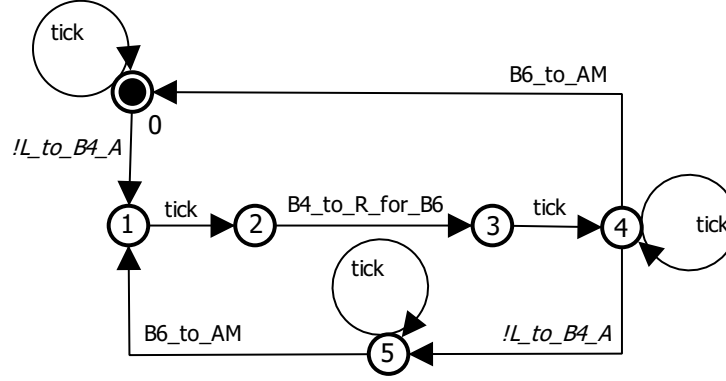 tick
B6_to_AM
0
!L_to_B4_A
tick
B4_to_R_for_B6
tick
1
2
3
4
tick
tick
B6_to_AM
5
!L_to_B4_A